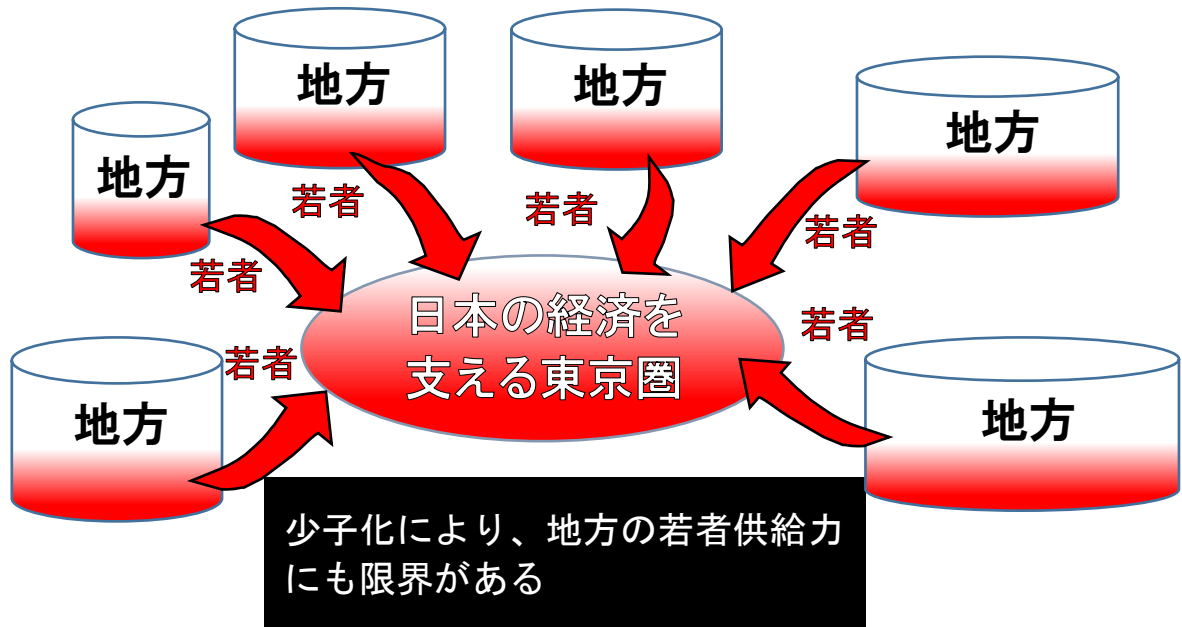 地方
地方
地方
地方
若者
若者
若者
若者
日本の経済を
支える東京圏
若者
若者
地方
地方
少子化により、地方の若者供給力
にも限界がある